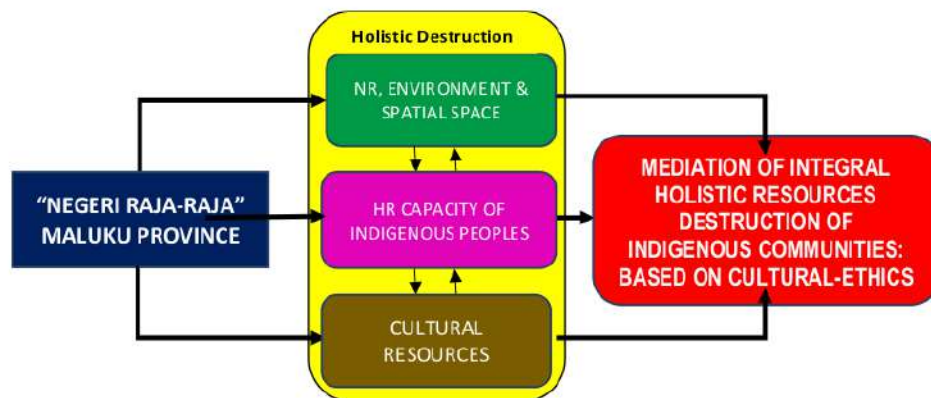 Holistic Destruction
NR, ENVIRONMENT &
SPATIAL SPACE
“NEGERI RAJA-RAJA”
MALUKU PROVINCE
HR CAPACITY OF
INDIGENOUS PEOPLES
CULTURAL
RESOURCES
MEDIATION OF INTEGRAL
HOLISTIC RESOURCES
DESTRUCTION OF
INDIGENOUS COMMUNITIES:
BASED ON CULTURAL-ETHICS